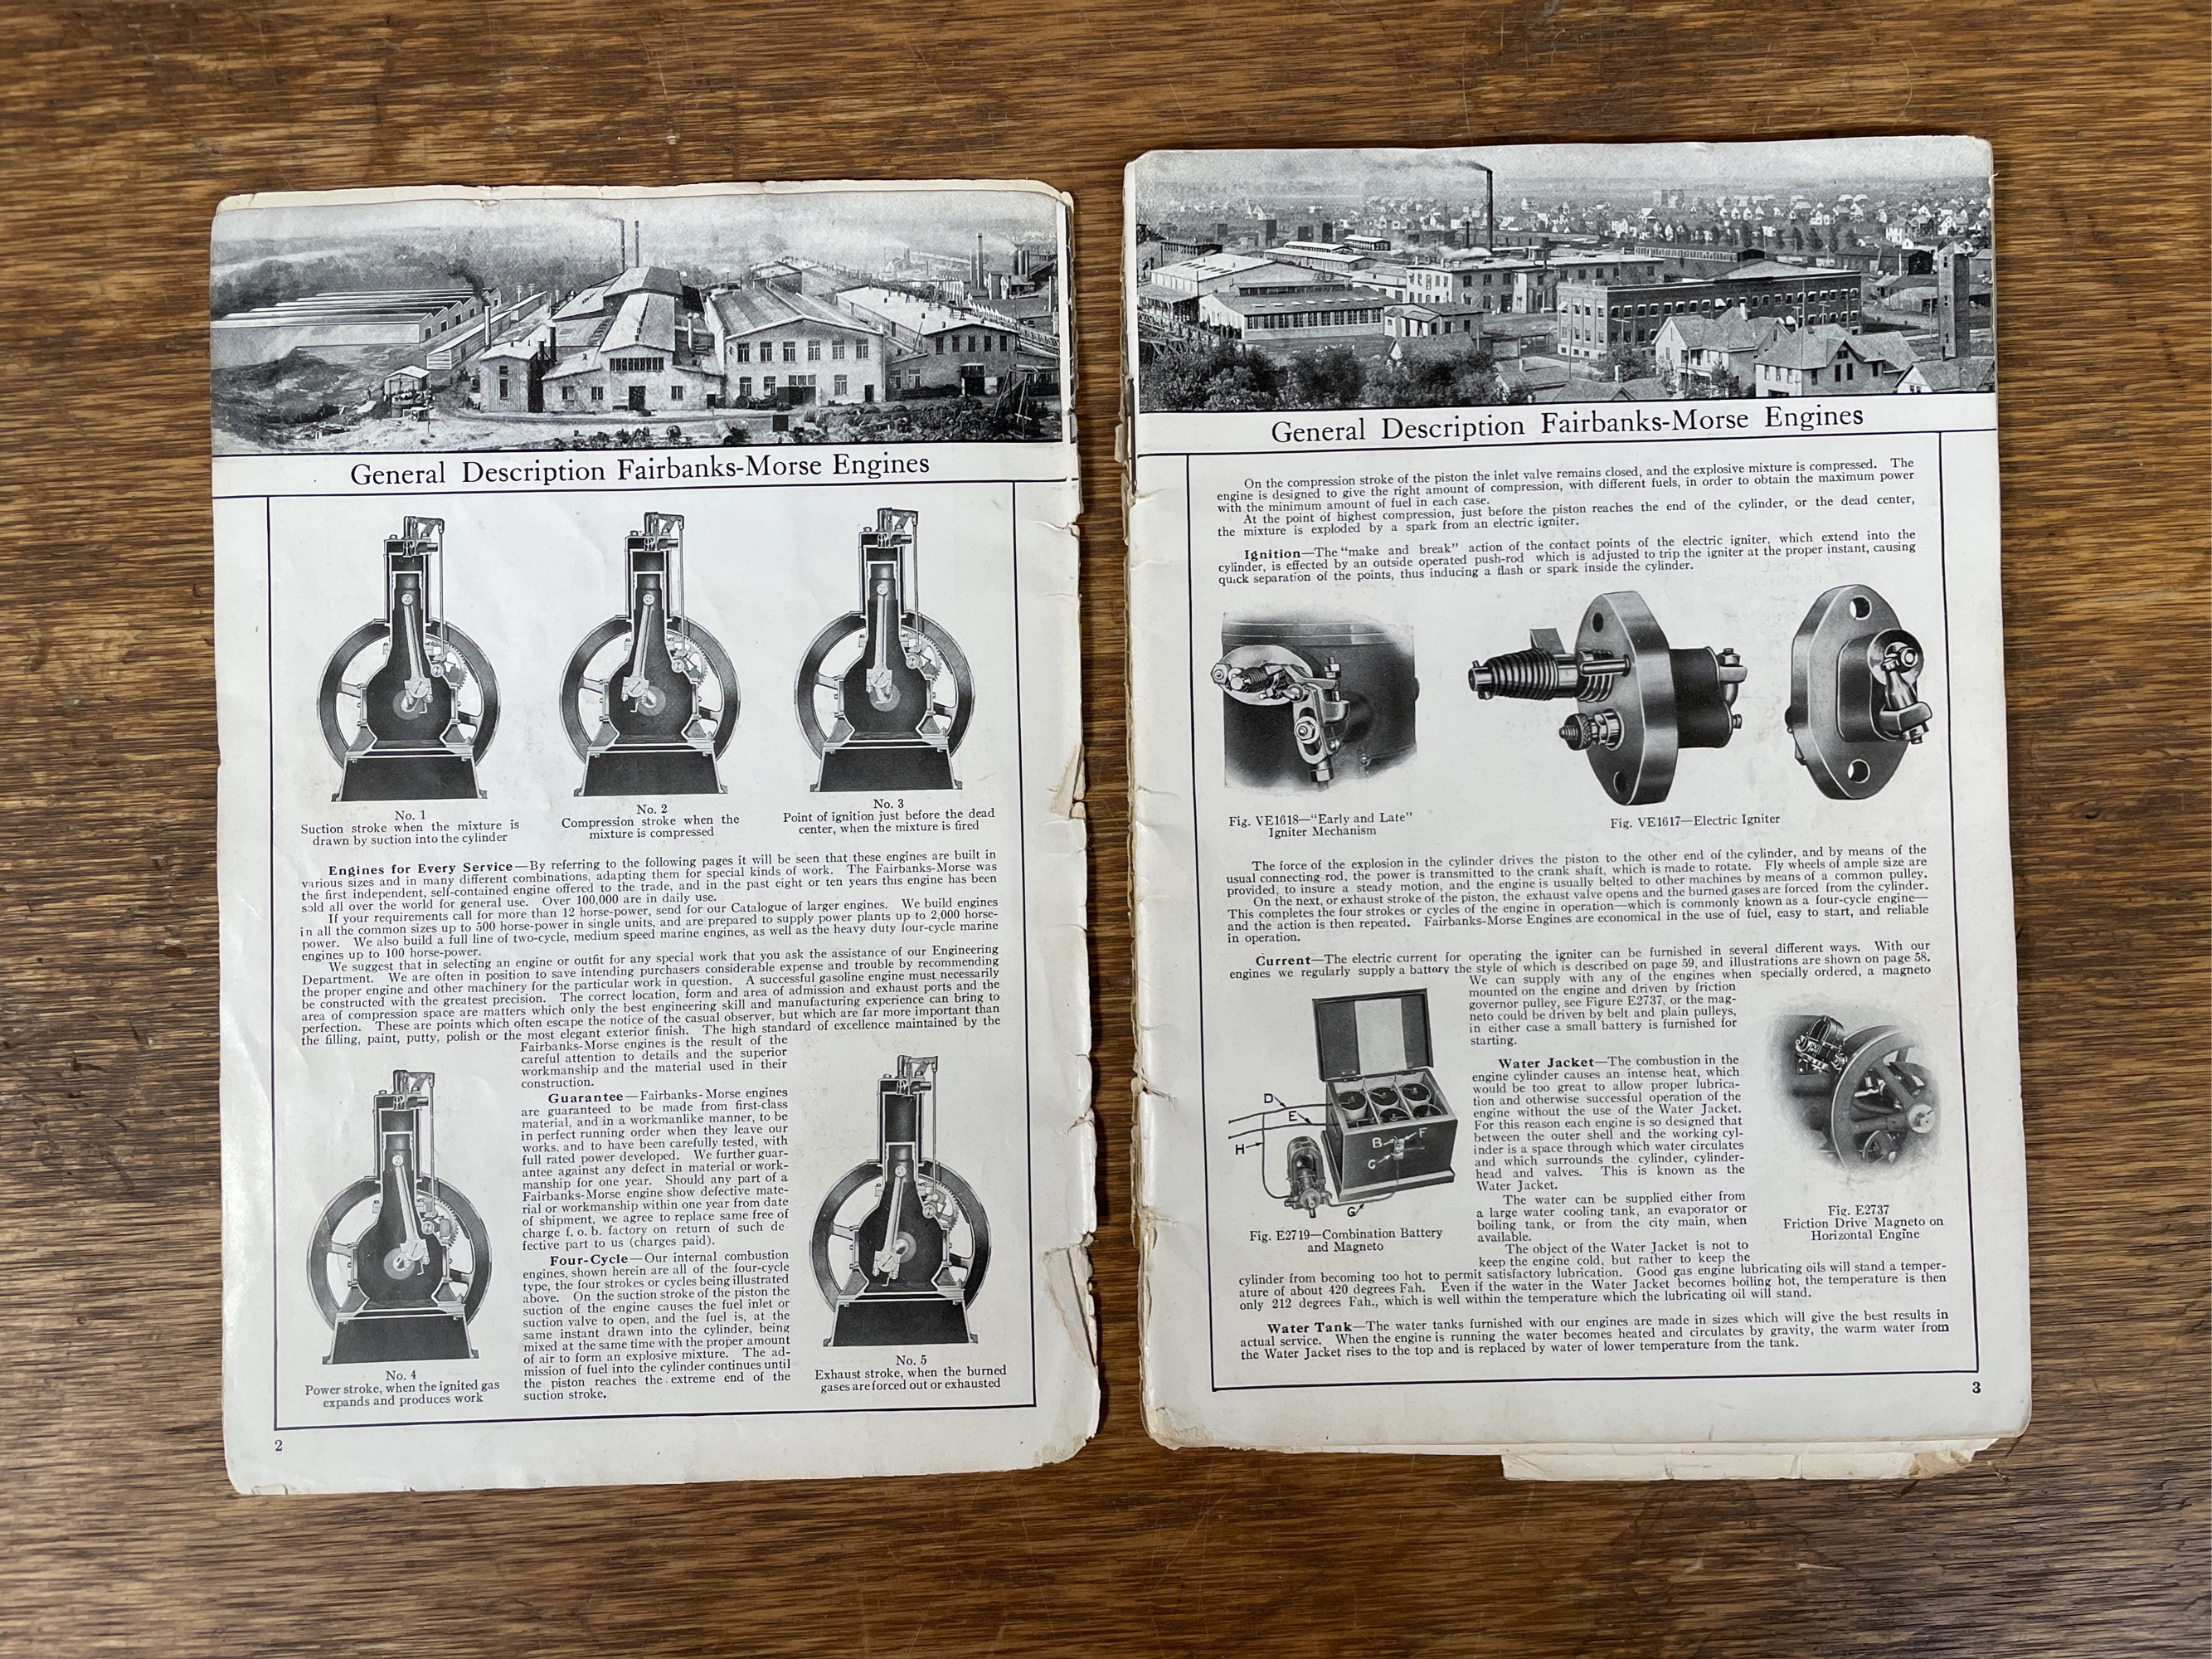 General Description Fairbanks-Morse Engines
No. 1
Suction stroke when the mixture is
drawn by suction into the cylinder
No. 2
Compression stroke when the
mixture is compressed
No. 3
Point of ignition just before the dead
center, when the mixture is fired
Engines for Every Service—By referring to the following pages it will be seen that these engines are built in
various sizes and in many different combinations, adapting them for special kinds of work. The Fairbanks-Morse was
the first independent, self-contained engine offered to the trade, and in the past eight or ten years this engine has been
sold all over the world for general use. Over 100,000 are in daily use.
If your requirements call for more than 12 horse-power, send for our Catalogue of larger engines. We build engines
in all the common sizes up to 500 horse-power in single units, and are prepared to supply power plants up to 2,000 horse-
power. We also build a full line of two-cycle, medium speed marine engines, as well as the heavy duty four-cycle marine
engines up to 100 horse-power.
We suggest that in selecting an engine or outfit for any special work that you ask the assistance of our Engineering
Department. We are often in position to save intending purchasers considerable expense and trouble by recommending
the proper engine and other machinery for the particular work in question. A successful gasoline engine must necessarily
be constructed with the greatest precision. The correct location, form and area of admission and exhaust ports and the
area of compression space are matters which only the best engineering skill and manufacturing experience can bring to
perfection. These are points which often escape the notice of the casual observer, but which are far more important than
the filling, paint, putty, polish or the most elegant exterior finish. The high standard of excellence maintained by the
Fairbanks-Morse engines is the result of the
careful attention to details and the superior
workmanship and the material used in their
construction.
Guarantee—Fairbanks-Morse engines
are guaranteed to be made from first-class
material, and in a workmanlike manner, to be
in perfect running order when they leave our
works, and to have been carefully tested, with
full rated power developed. We further guar-
antee against any defect in material or work-
manship for one year. Should any part of a
Fairbanks-Morse engine show defective mate-
rial or workmanship within one year from date
of shipment, we agree to replace same free of
charge f. o. b. factory on return of such de-
fective part to us (charges paid).
Four-Cycle—Our internal combustion
engines, shown herein are all of the four-cycle
type, the four strokes or cycles being illustrated
above. On the suction stroke of the piston the
suction of the engine causes the fuel inlet or
suction valve to open, and the fuel is, at the
same instant drawn into the cylinder, being
mixed at the same time with the proper amount
of air to form an explosive mixture. The ad-
mission of fuel into the cylinder continues until
the piston reaches the extreme end of the
suction stroke.
No. 4
Power stroke, when the ignited gas
expands and produces work
No. 5
Exhaust stroke, when the burned
gases are forced out or exhausted
2
General Description Fairbanks-Morse Engines
On the compression stroke of the piston the inlet valve remains closed, and the explosive mixture is compressed. The
engine is designed to give the right amount of compression, with different fuels, in order to obtain the maximum power
with the minimum amount of fuel in each case.
At the point of highest compression, just before the piston reaches the end of the cylinder, or the dead center,
the mixture is exploded by a spark from an electric igniter.
Ignition—The "make and break" action of the contact points of the electric igniter, which extend into the
cylinder, is effected by an outside operated push-rod which is adjusted to trip the igniter at the proper instant, causing
quick separation of the points, thus inducing a flash or spark inside the cylinder.
Fig. VE1618—"Early and Late"
Igniter Mechanism
Fig. VE1617—Electric Igniter
The force of the explosion in the cylinder drives the piston to the other end of the cylinder, and by means of the
usual connecting rod, the power is transmitted to the crank shaft, which is made to rotate. Fly wheels of ample size are
provided, to insure a steady motion, and the engine is usually belted to other machines by means of a common pulley.
On the next, or exhaust stroke of the piston, the exhaust valve opens and the burned gases are forced from the cylinder.
This completes the four strokes or cycles of the engine in operation—which is commonly known as a four-cycle engine—
and the action is then repeated. Fairbanks-Morse Engines are economical in the use of fuel, easy to start, and reliable
in operation.
Current—The electric current for operating the igniter can be furnished in several different ways. With our
engines we regularly supply a battery the style of which is described on page 59, and illustrations are shown on page 58.
We can supply with any of the engines when specially ordered, a magneto
mounted on the engine and driven by friction
governor pulley, see Figure E2737, or the mag-
neto could be driven by belt and plain pulleys,
in either case a small battery is furnished for
starting.
Water Jacket—The combustion in the
engine cylinder causes an intense heat, which
would be too great to allow proper lubrica-
tion and otherwise successful operation of the
engine without the use of the Water Jacket.
For this reason each engine is so designed that
between the outer shell and the working cyl-
inder is a space through which water circulates
and which surrounds the cylinder, cylinder-
head and valves. This is known as the
Water Jacket.
The water can be supplied either from
a large water cooling tank, an evaporator or
boiling tank, or from the city main, when
available.
The object of the Water Jacket is not to
keep the engine cold, but rather to keep the
cylinder from becoming too hot to permit satisfactory lubrication. Good gas engine lubricating oils will stand a temper-
ature of about 420 degrees Fah. Even if the water in the Water Jacket becomes boiling hot, the temperature is then
only 212 degrees Fah., which is well within the temperature which the lubricating oil will stand.
D
E
H
B
F
C
G
Fig. E2719—Combination Battery
and Magneto
Fig. E2737
Friction Drive Magneto on
Horizontal Engine
Water Tank—The water tanks furnished with our engines are made in sizes which will give the best results in
actual service. When the engine is running the water becomes heated and circulates by gravity, the warm water from
the Water Jacket rises to the top and is replaced by water of lower temperature from the tank.
3